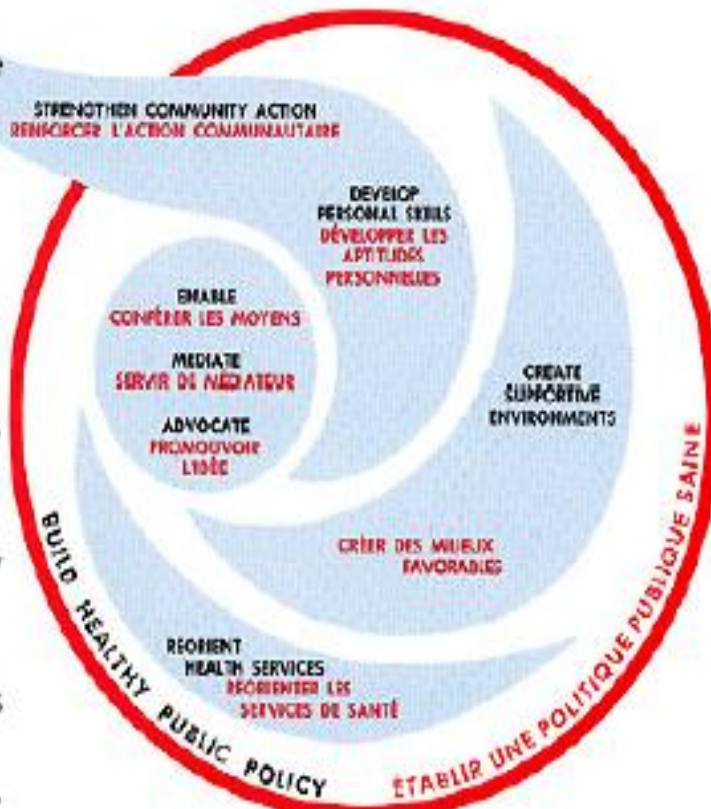 STRENGTHEN COMMUNITY ACTION
RENFORCER L'ACTION COMMUNAUTAIRE
DEVELOP
PERSONAL SKILLS
DÉVELOPPER LES
APTITUDES
PERSONNELLES
ENABLE
CONFÉRER LES MOYENS
MEDIATE
SERVIR DE MÉDIATEUR
ADVOCATE
PROMOUVOIR
L'IDÉE
CREATE
SUPPORTIVE
ENVIRONMENTS
CRÉER DES MILIEUX
FAVORABLES
REORIENT
HEALTH SERVICES
RÉORIENTER LES
SERVICES DE SANTÉ
BUILD HEALTHY PUBLIC POLICY
ÉTABLIR UNE POLITIQUE PUBLIQUE SAINE